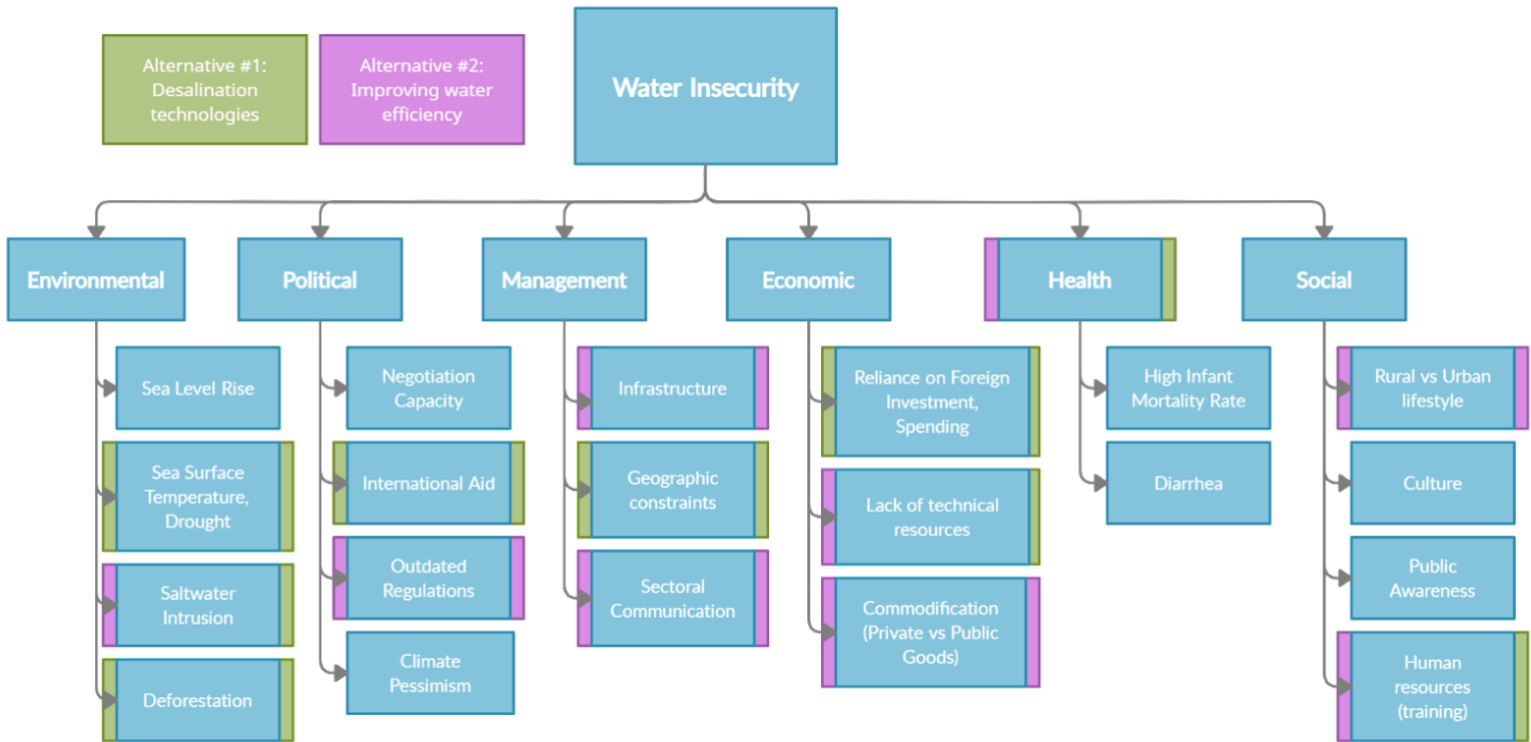 Alternative #1:
Desalination
technologies
Alternative #2:
Improving water
efficiency
Water Insecurity
Environmental
Political
Management
Economic
Health
Social
Sea Level Rise
Sea Surface
Temperature,
Drought
Saltwater
Intrusion
Deforestation
Negotiation
Capacity
International Aid
Outdated
Regulations
Climate
Pessimism
Infrastructure
Geographic
constraints
Sectoral
Communication
Reliance on Foreign
Investment,
Spending
Lack of technical
resources
Commodification
(Private vs Public
Goods)
High Infant
Mortality Rate
Diarrhea
Rural vs Urban
lifestyle
Culture
Public
Awareness
Human
resources
(training)